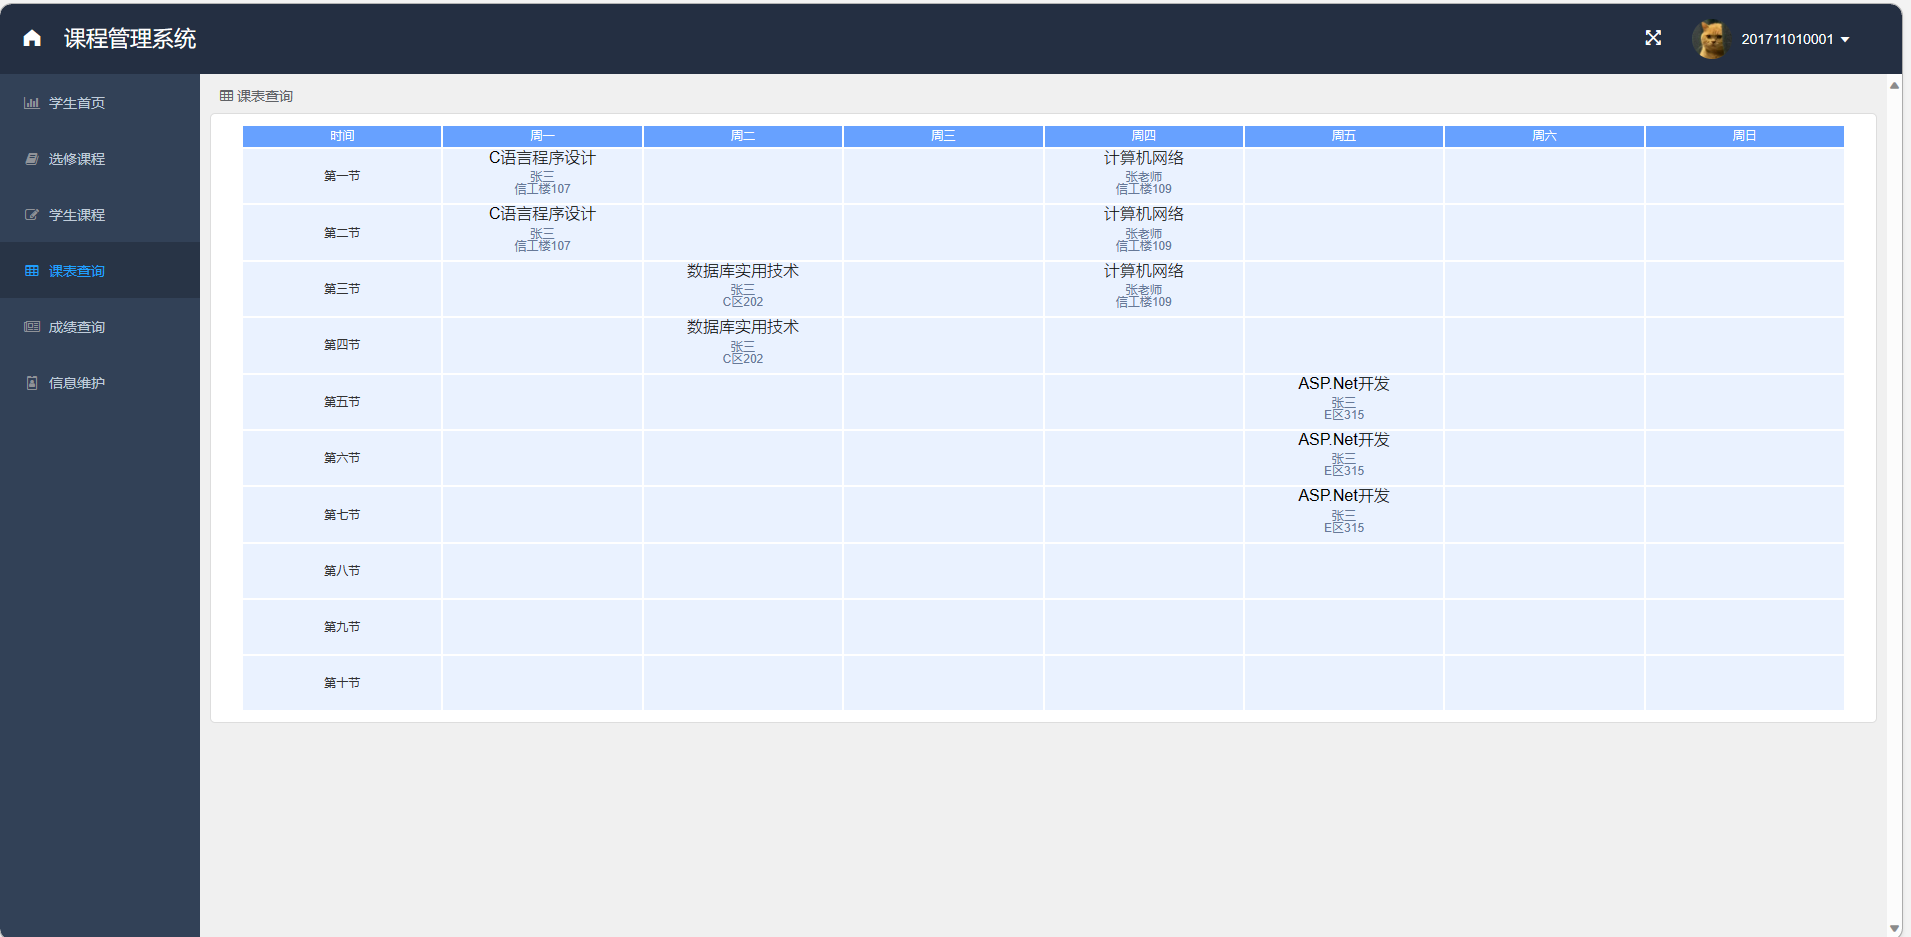 课程管理系统
201711010001
学生首页
选修课程
学生课程
课表查询
成绩查询
信息维护
课表查询
时间 周一 周二 周三 周四 周五 周六 周日
第一节
C语言程序设计
张三
信工楼107
计算机网络
张老师
信工楼109
第二节
C语言程序设计
张三
信工楼107
计算机网络
张老师
信工楼109
第三节
数据库实用技术
张三
C区202
计算机网络
张老师
信工楼109
第四节
数据库实用技术
张三
C区202
第五节
ASP.Net开发
张三
E区315
第六节
ASP.Net开发
张三
E区315
第七节
ASP.Net开发
张三
E区315
第八节
第九节
第十节